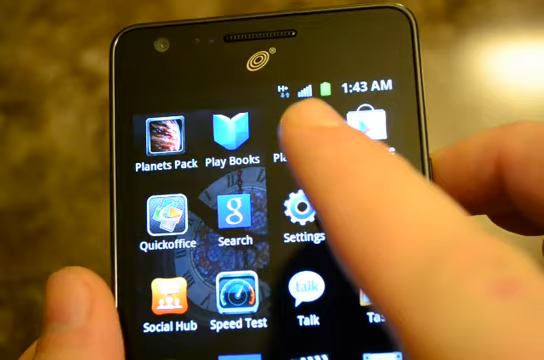 H+
1:43 AM
Planets Pack Play Books
Quickoffice
g
Search
Settings
Social Hub Speed Test
talk
Talk